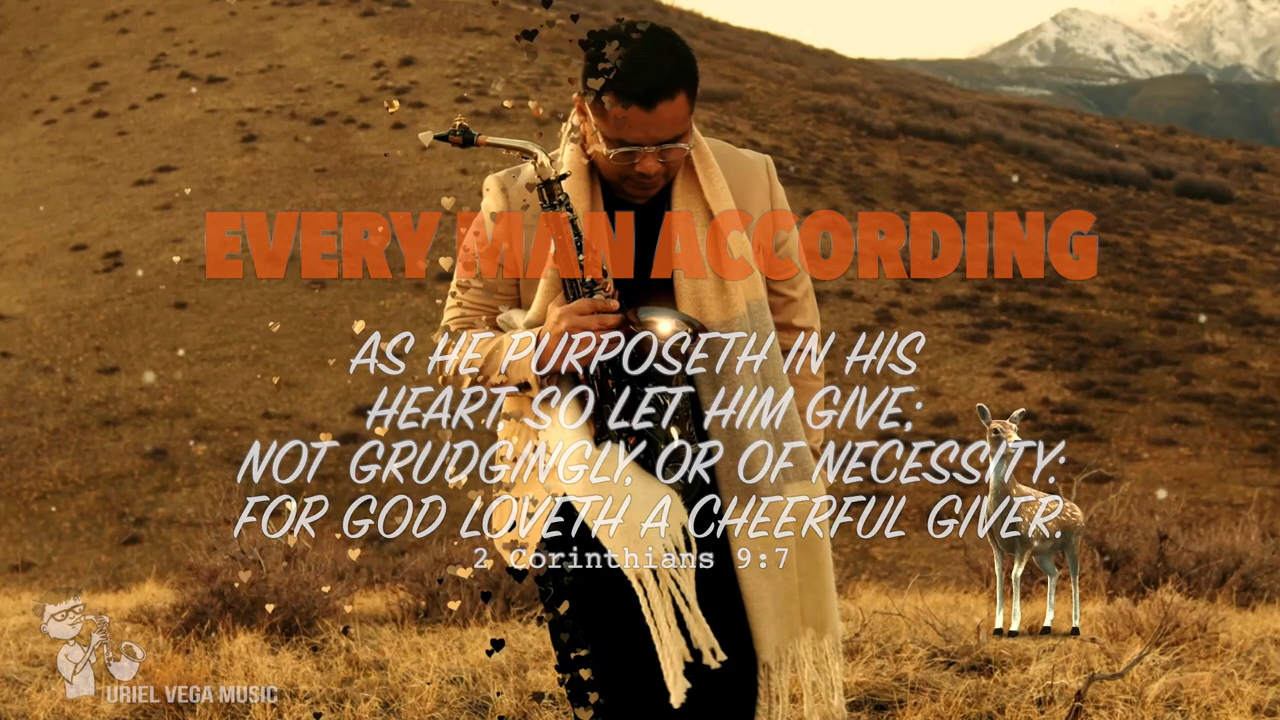 EVERY MAN ACCORDING
AS HE PURPOSETH IN HIS
HEART, SO LET HIM GIVE;
NOT GRUDGINGLY, OR OF NECESSITY:
FOR GOD LOVETH A CHEERFUL GIVER.
2 Corinthians 9:7
URIEL VEGA MUSIC